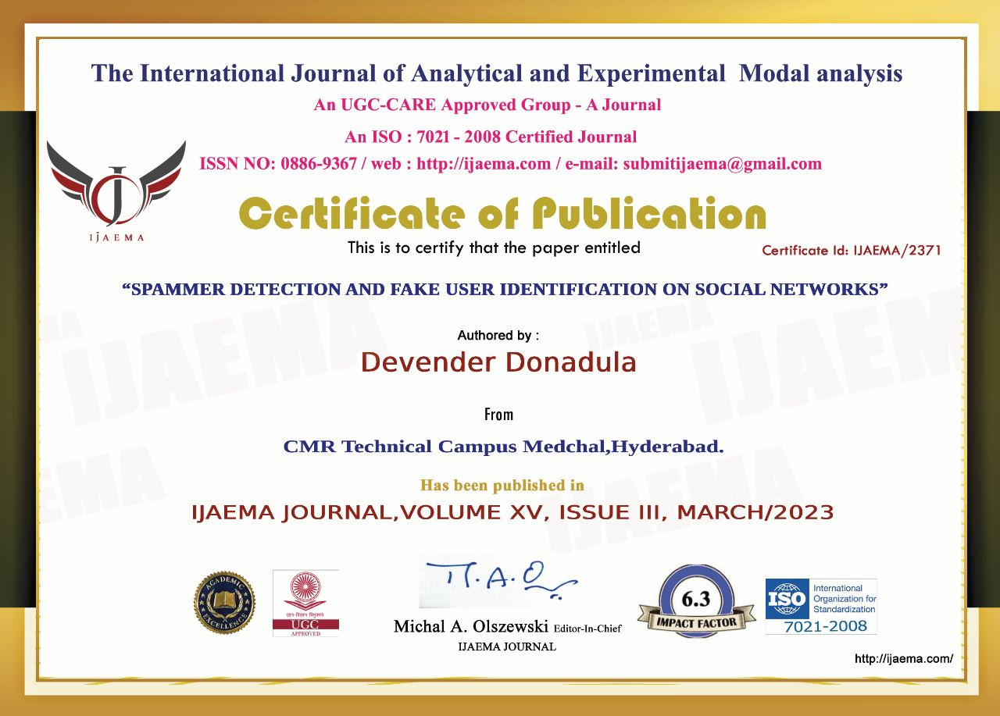 The International Journal of Analytical and Experimental Modal analysis
An UGC-CARE Approved Group - A Journal
An ISO : 7021 - 2008 Certified Journal
ISSN NO: 0886-9367 / web : http://ijaema.com / e-mail: submitijaema@gmail.com
IJAEMA
Certificate of Publication
This is to certify that the paper entitled
Certificate Id: IJAEMA/2371
“SPAMMER DETECTION AND FAKE USER IDENTIFICATION ON SOCIAL NETWORKS”
Authored by :
Devender Donadula
From
CMR Technical Campus Medchal,Hyderabad.
Has been published in
IJAEMA JOURNAL,VOLUME XV, ISSUE III, MARCH/2023
ACADEMIC
EXCELLENCE
ज्ञान-विज्ञान विमुक्तये
UGC
APPROVED
M.A.O
Michal A. Olszewski Editor-In-Chief
IJAEMA JOURNAL
6.3
IMPACT FACTOR
ISO
International
Organization for
Standardization
7021-2008
http://ijaema.com/
IJAEMA
IJAEMA
IJAEMA
IJAEMA